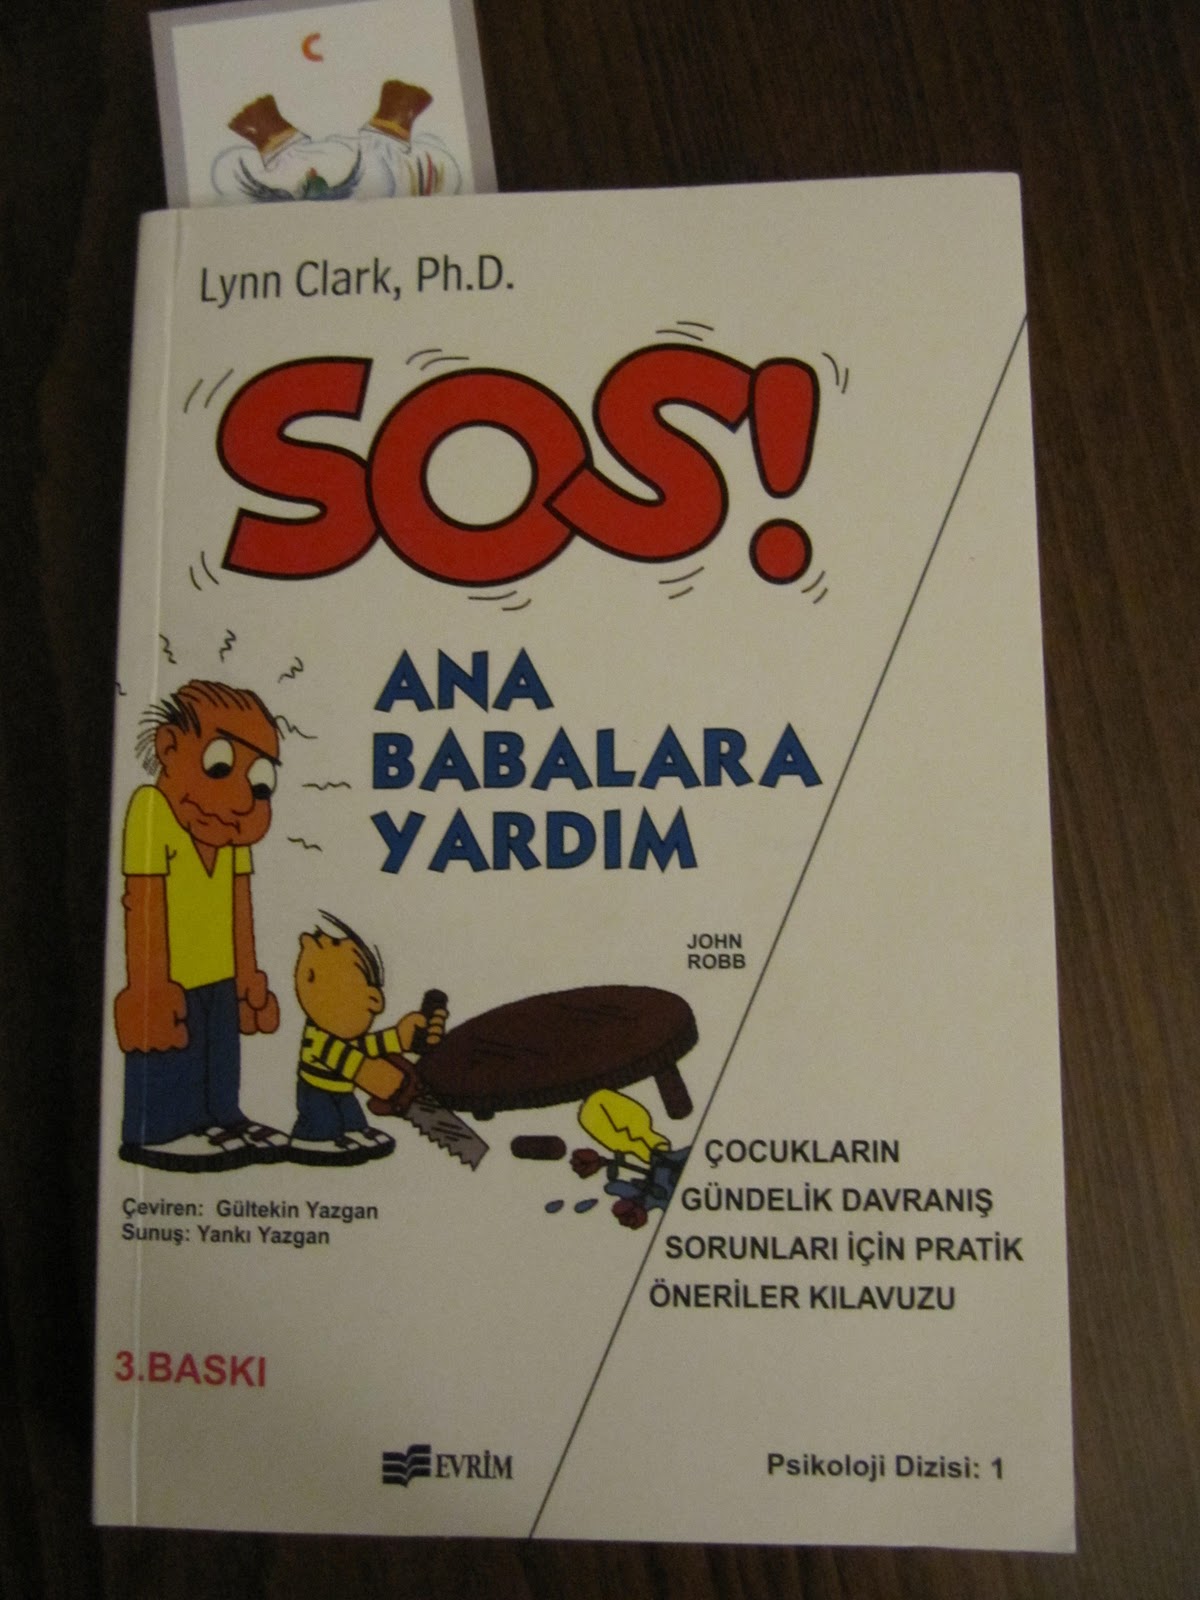 C
Lynn Clark, Ph.D.
SOS!
ANA
BABALARA
YARDIM
JOHN
ROBB
ÇOCUKLARIN
GÜNDELİK DAVRANIŞ
SORUNLARI İÇİN PRATİK
ÖNERİLER KILAVUZU
Çeviren: Gültekin Yazgan
Sunuş: Yankı Yazgan
3.BASKI
EVRİM
Psikoloji Dizisi: 1